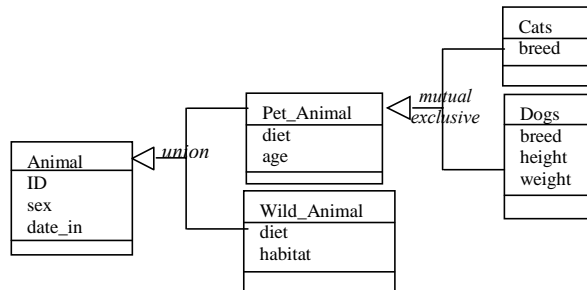 Animal
ID
sex
date_in
union
Pet_Animal
diet
age
Wild_Animal
diet
habitat
mutual
exclusive
Cats
breed
Dogs
breed
height
weight